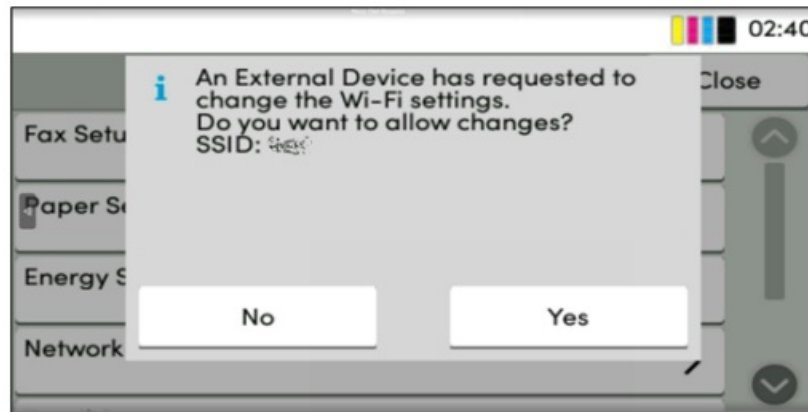 02:40
An External Device has requested to
change the Wi-Fi settings.
Do you want to allow changes?
SSID:
Close
Fax Setu
Paper Se
Energy S
No
Yes
Network